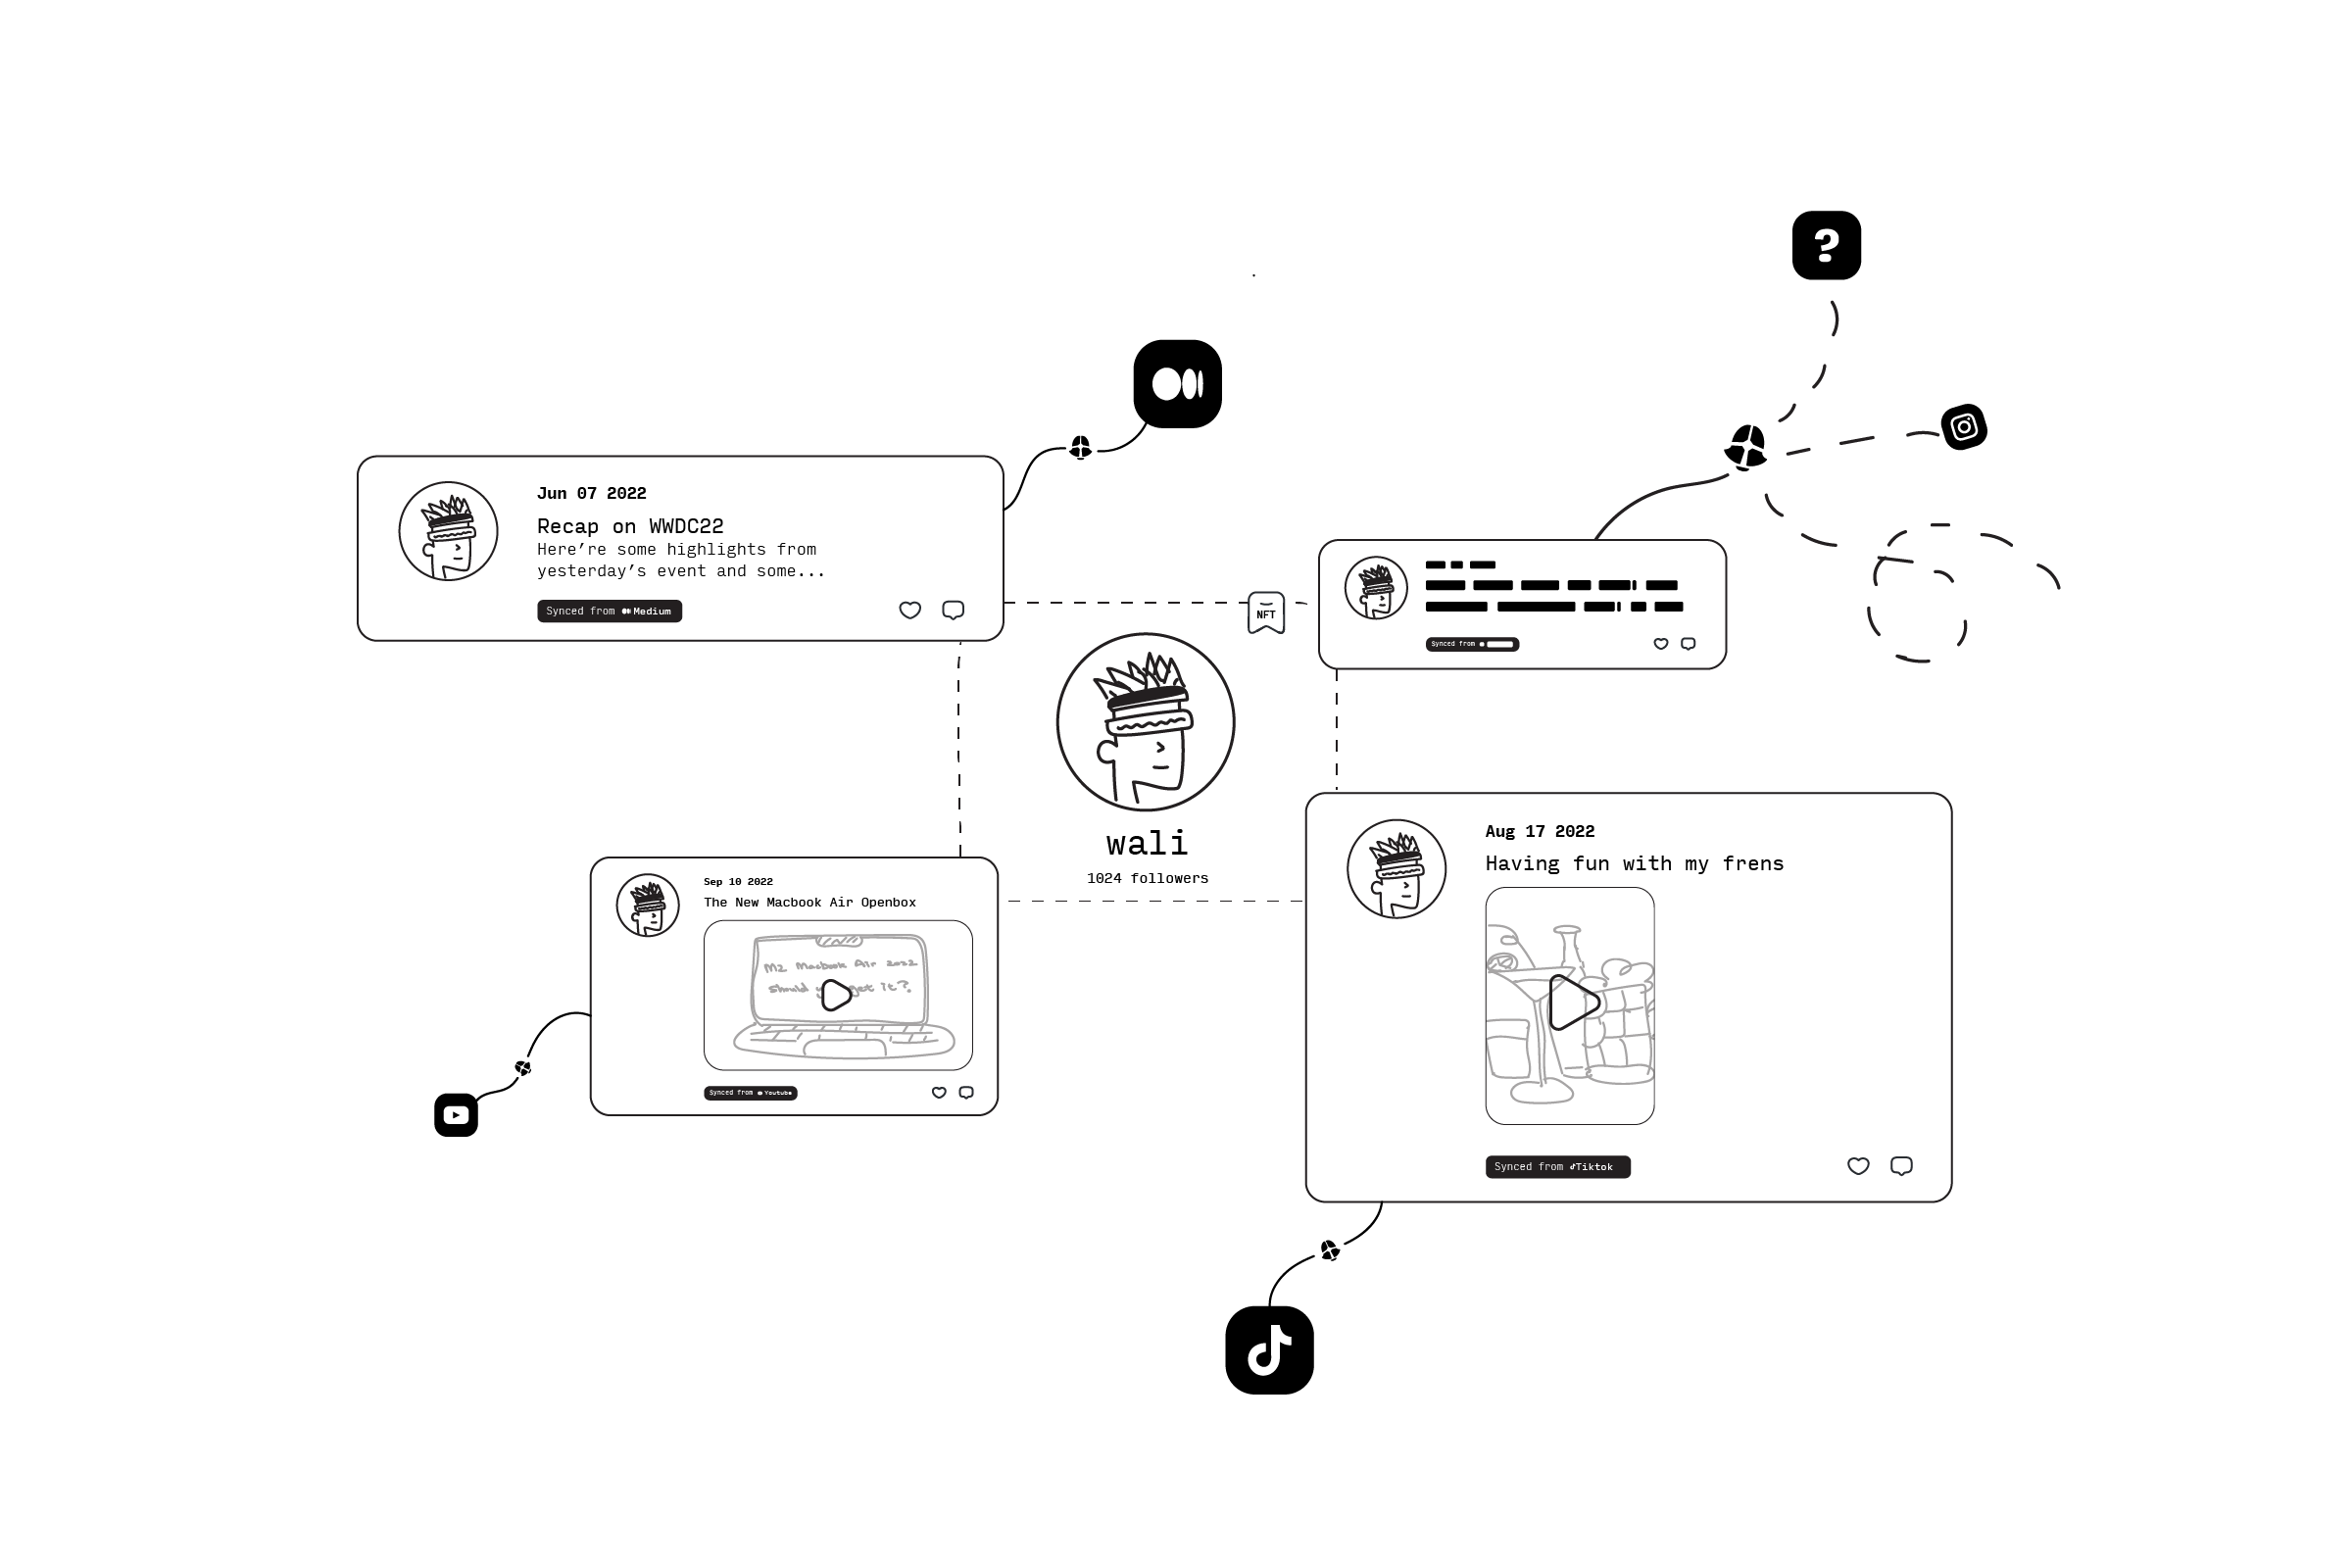 ?
Jun 07 2022
Recap on WWDC22
Here’re some highlights from
yesterday’s event and some...
Synced from Medium
NFT
Synced from
wali
1024 followers
Sep 10 2022
The New Macbook Air Openbox
M2 Macbook Air 2022
Should get it?
Synced from Youtube
Aug 17 2022
Having fun with my frens
Synced from Tiktok